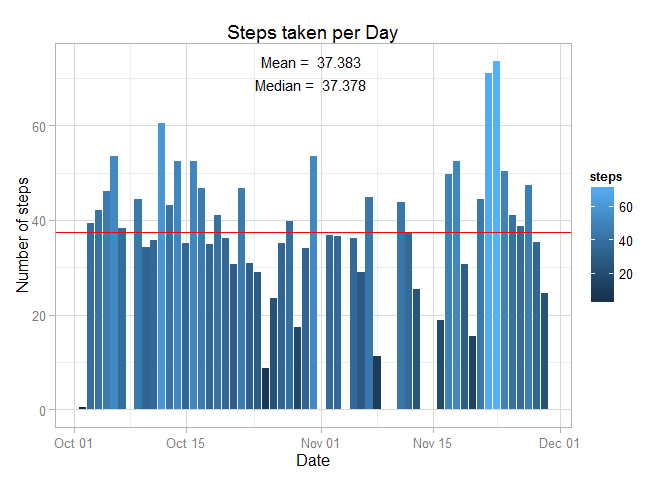 Steps taken per Day
Mean =  37.383
Median =  37.378
Number of steps
60
40
20
0
Oct 01
Oct 15
Nov 01
Nov 15
Dec 01
Date
steps
60
40
20